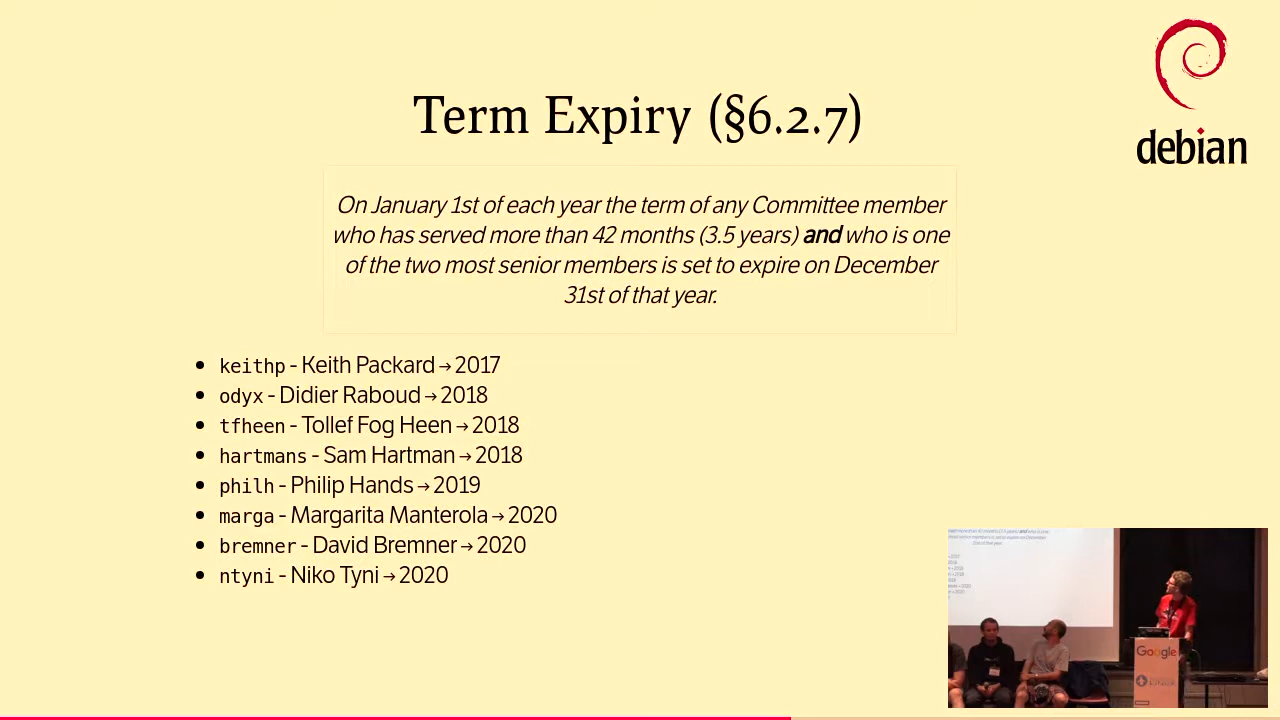 Term Expiry (§6.2.7)
debian
On January 1st of each year the term of any Committee member
who has served more than 42 months (3.5 years) and who is one
of the two most senior members is set to expire on December
31st of that year.
• keithp - Keith Packard → 2017
• odyx - Didier Raboud → 2018
• tfheen - Tollef Fog Heen → 2018
• hartmans - Sam Hartman → 2018
• philh - Philip Hands → 2019
• marga - Margarita Manterola → 2020
• bremner - David Bremner → 2020
• ntyni - Niko Tyni → 2020
Google